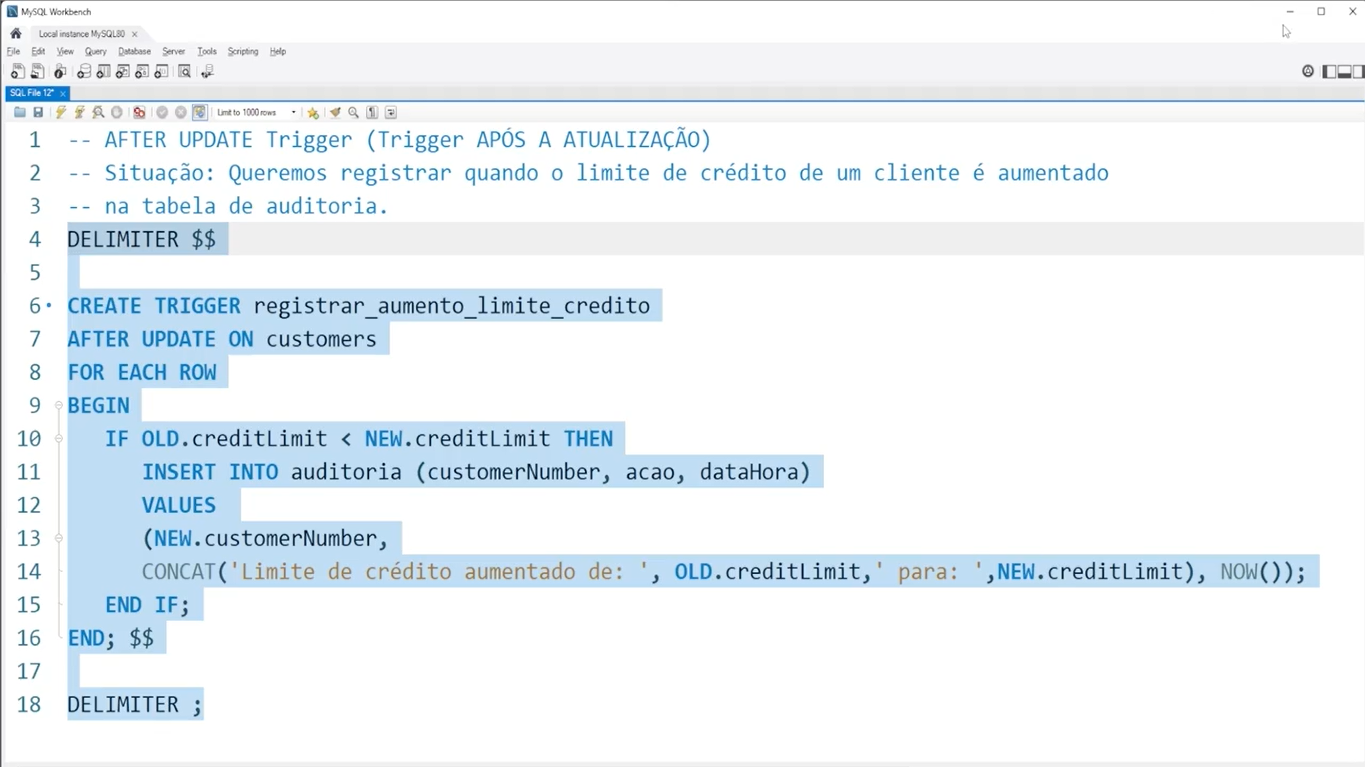 MySQL Workbench
Local instance MySQL80
File Edit View Query Database Server Tools Scripting Help
SQL File 12*
Limit to 1000 rows
1 -- AFTER UPDATE Trigger (Trigger APÓS A ATUALIZAÇÃO)
2 -- Situação: Queremos registrar quando o limite de crédito de um cliente é aumentado
3 -- na tabela de auditoria.
4 DELIMITER $$
5
6 CREATE TRIGGER registrar_aumento_limite_credito
7 AFTER UPDATE ON customers
8 FOR EACH ROW
9 BEGIN
10 IF OLD.creditLimit < NEW.creditLimit THEN
11 INSERT INTO auditoria (customerNumber, acao, dataHora)
12 VALUES
13 (NEW.customerNumber,
14 CONCAT('Limite de crédito aumentado de: ', OLD.creditLimit,' para: ',NEW.creditLimit), NOW());
15 END IF;
16 END; $$
17
18 DELIMITER ;